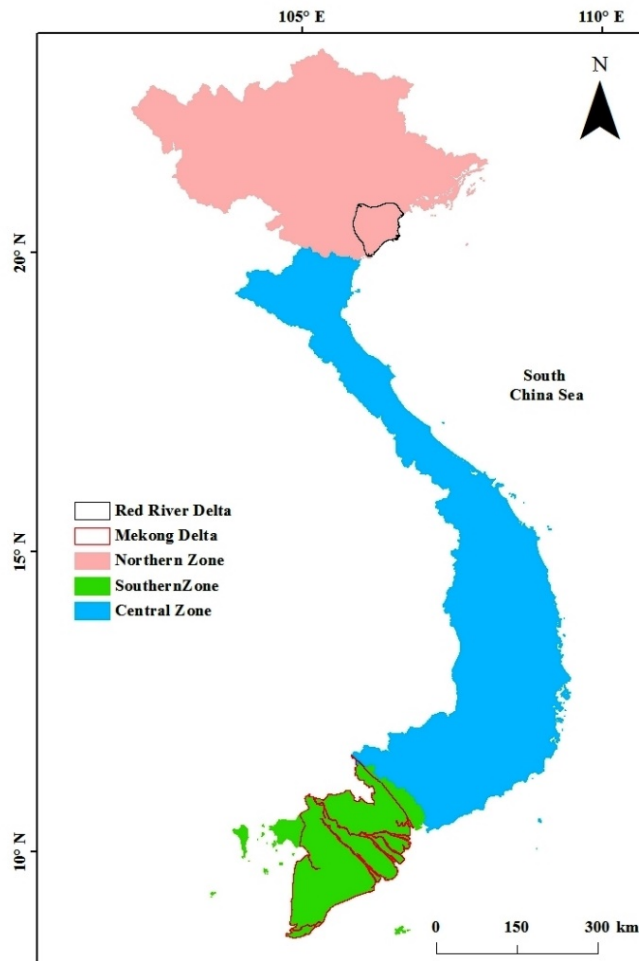 105° E
110° E
N
20° N
South
China Sea
Red River Delta
Mekong Delta
Northern Zone
SouthernZone
Central Zone
15° N
10° N
0 150 300 km